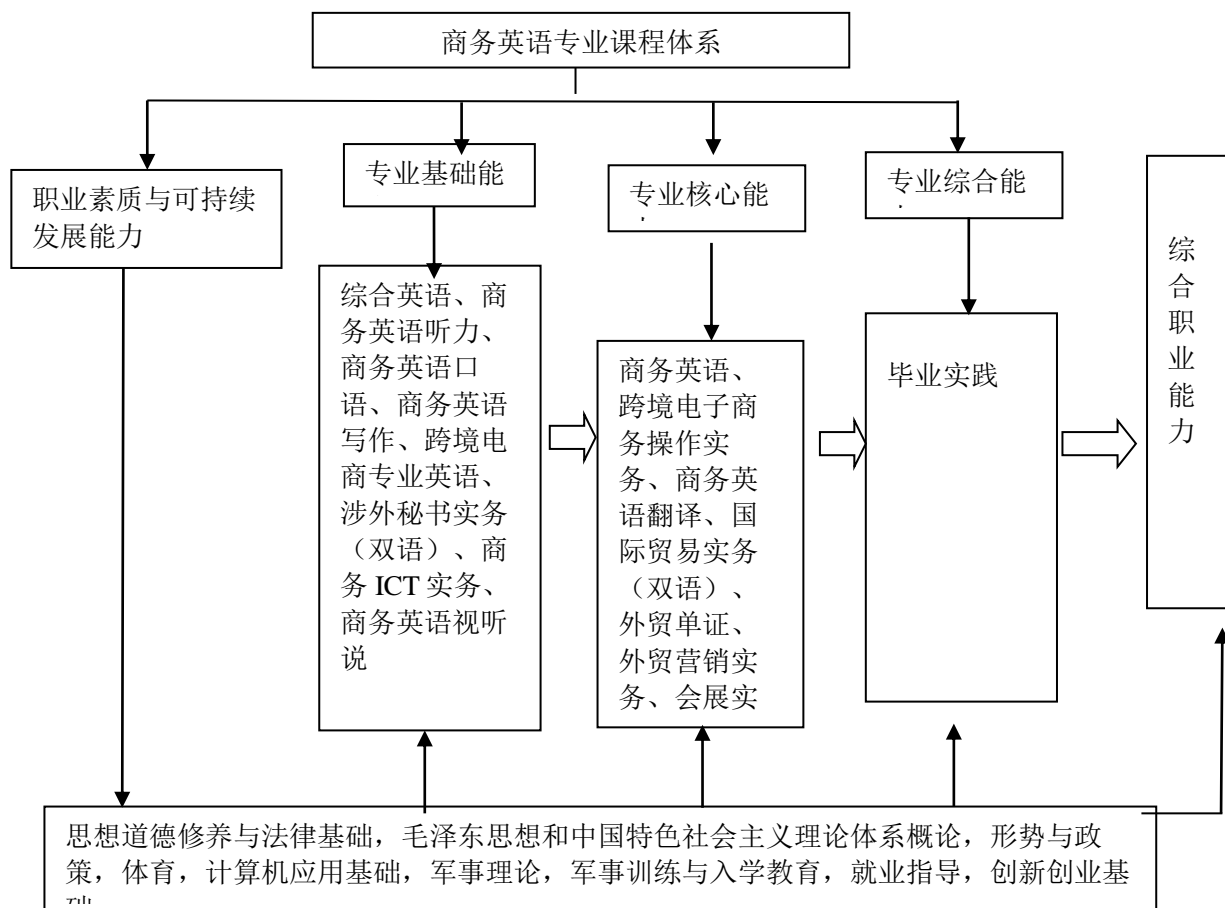 商务英语专业课程体系
职业素质与可持续
发展能力
专业基础能
专业核心能
专业综合能
综
合
职
业
能
力
综合英语、商
务英语听力、
商务英语口
语、商务英语
写作、跨境电
商专业英语、
涉外秘书实务
（双语）、商
务 ICT 实务、
商务英语视听
说
商务英语、
跨境电子商
务操作实
务、商务英
语翻译、国
际贸易实务
（双语）、
外贸单证、
外贸营销实
务、会展实
毕业实践
思想道德修养与法律基础，毛泽东思想和中国特色社会主义理论体系概论，形势与政
策，体育，计算机应用基础，军事理论，军事训练与入学教育，就业指导，创新创业基